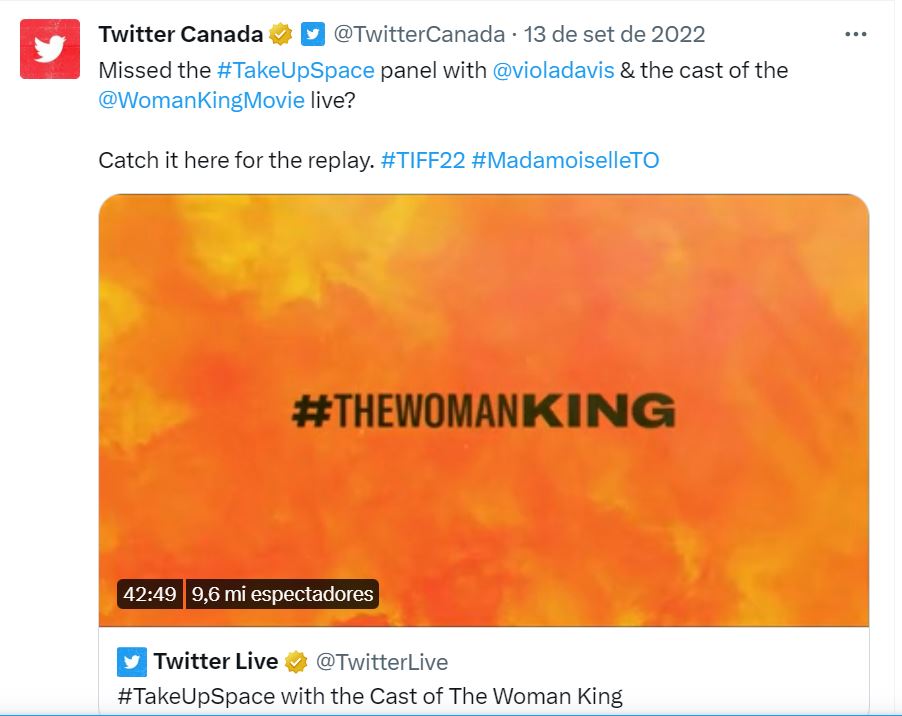 Twitter Canada @TwitterCanada · 13 de set de 2022
Missed the #TakeUpSpace panel with @violadavis & the cast of the
@WomanKingMovie live?
Catch it here for the replay. #TIFF22 #MadamoiselleTO
#THEWOMANKING
42:49 9,6 mi espectadores
Twitter Live @TwitterLive
#TakeUpSpace with the Cast of The Woman King